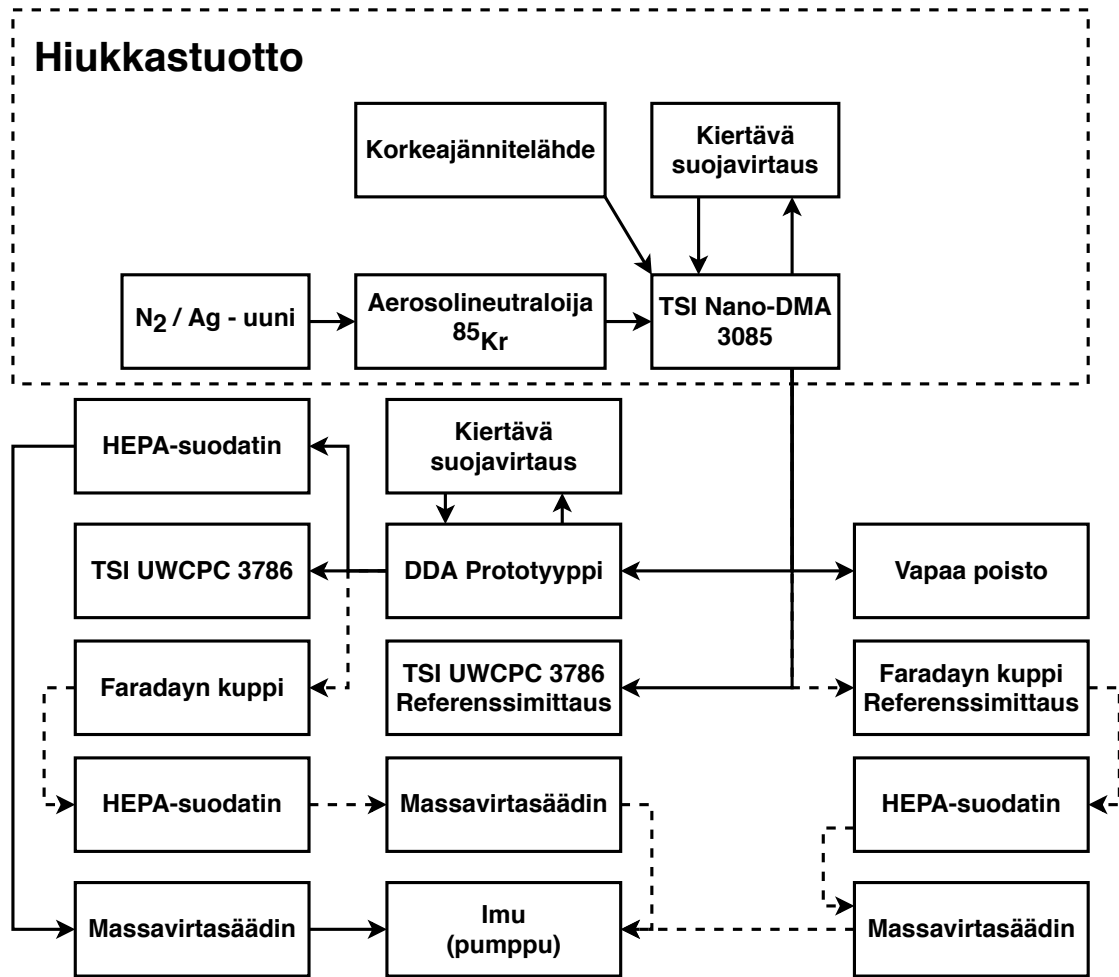 Hiukkastuotto
Korkeajännitelähde
Kiertävä
suojavirtaus
N2 / Ag - uuni
Aerosolineutraloija
85Kr
TSI Nano-DMA
3085
HEPA-suodatin
Kiertävä
suojavirtaus
TSI UWCPC 3786
DDA Prototyyppi
Vapaa poisto
Faradayn kuppi
TSI UWCPC 3786
Referenssimittaus
Faradayn kuppi
Referenssimittaus
HEPA-suodatin
Massavirtasäädin
HEPA-suodatin
Massavirtasäädin
Imu
(pumppu)
Massavirtasäädin